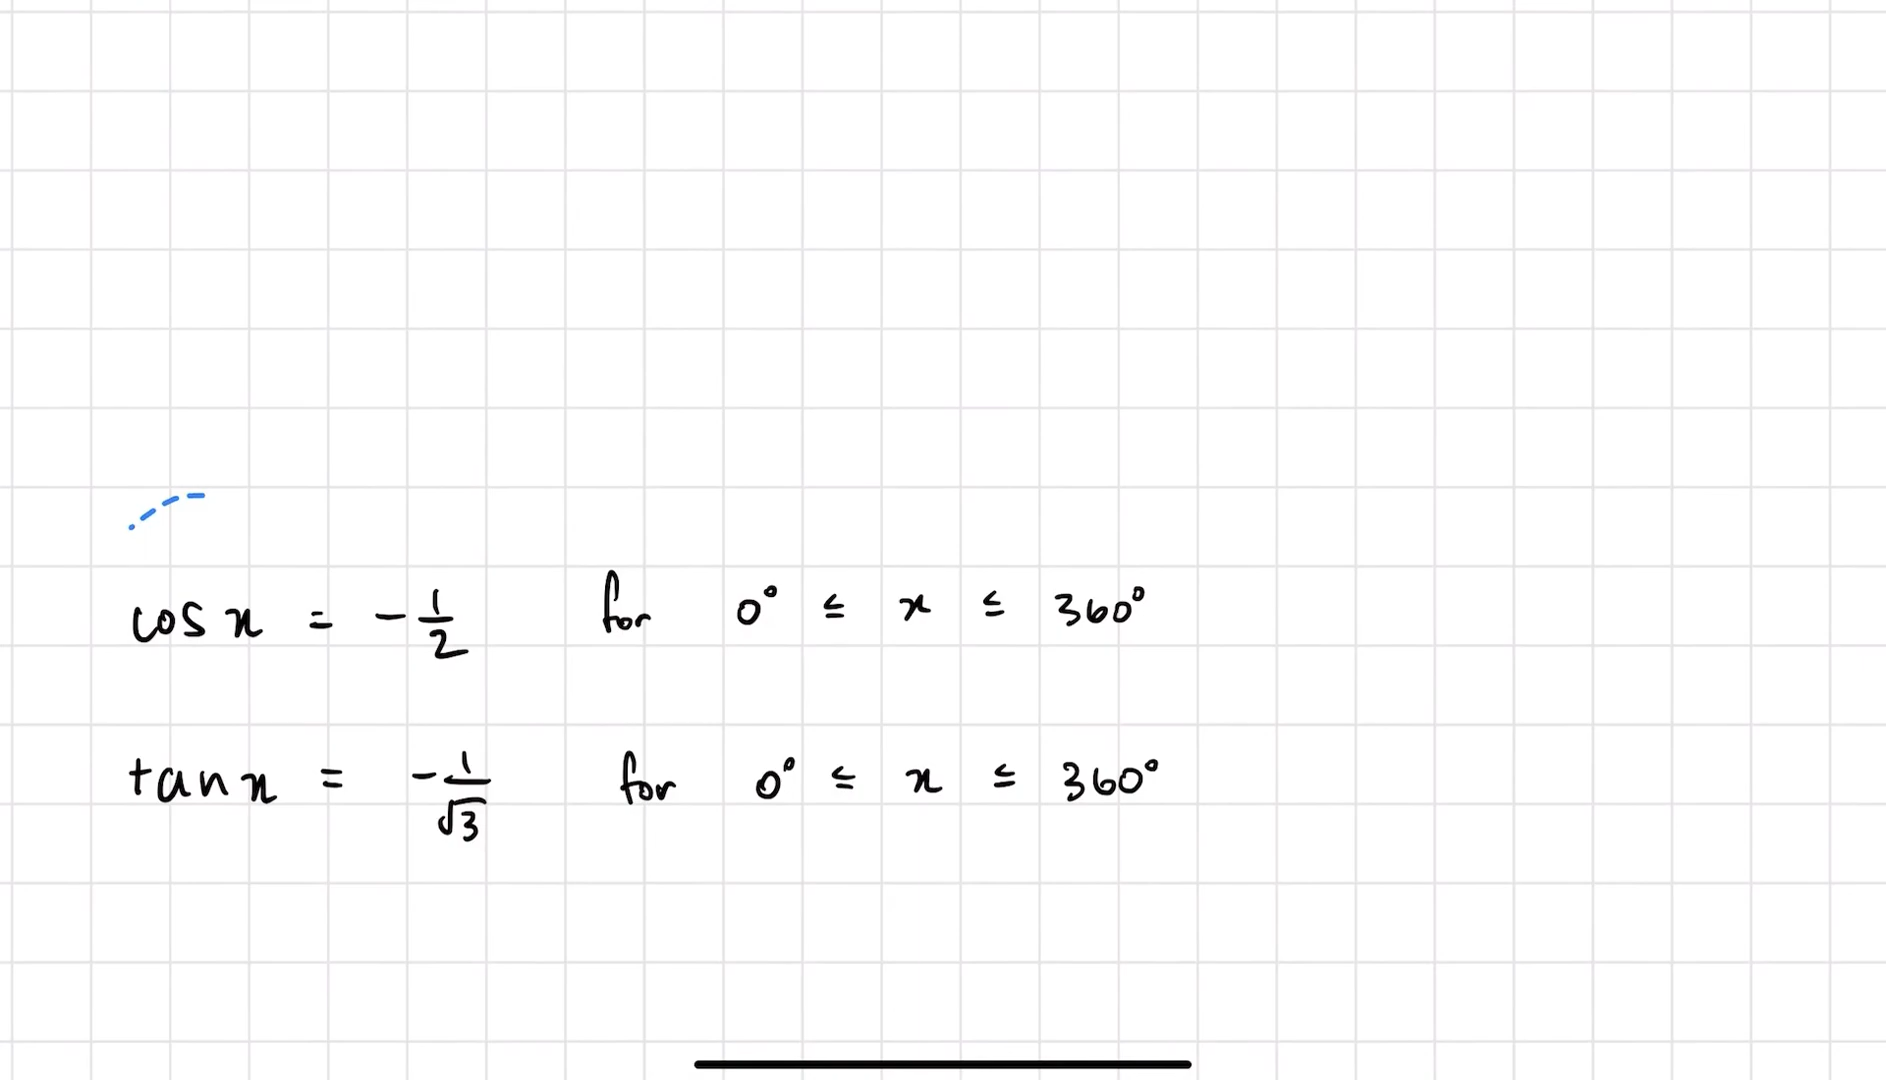 cos x = -1/2 for 0° ≤ x ≤ 360°
tan x = -1/√3 for 0° ≤ x ≤ 360°